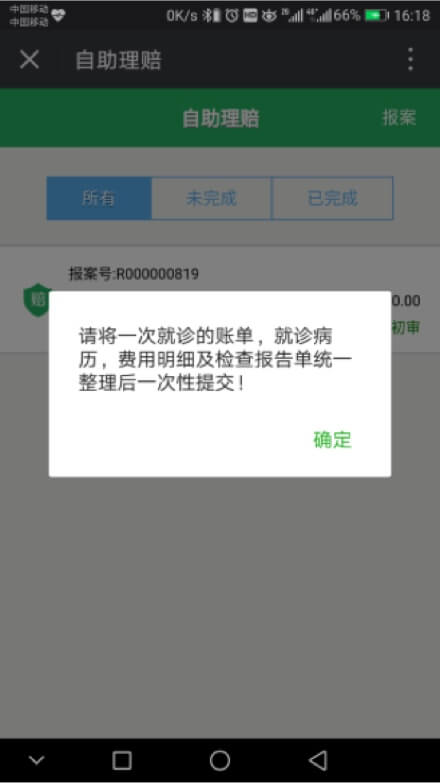 中国移动
中国移动
0K/s
HD
2G
4G+
66%
16:18
自助理赔
自助理赔
报案
所有
未完成
已完成
报案号:R000000819
赔
0.00
初审
请将一次就诊的账单，就诊病
历，费用明细及检查报告单统一
整理后一次性提交！
确定